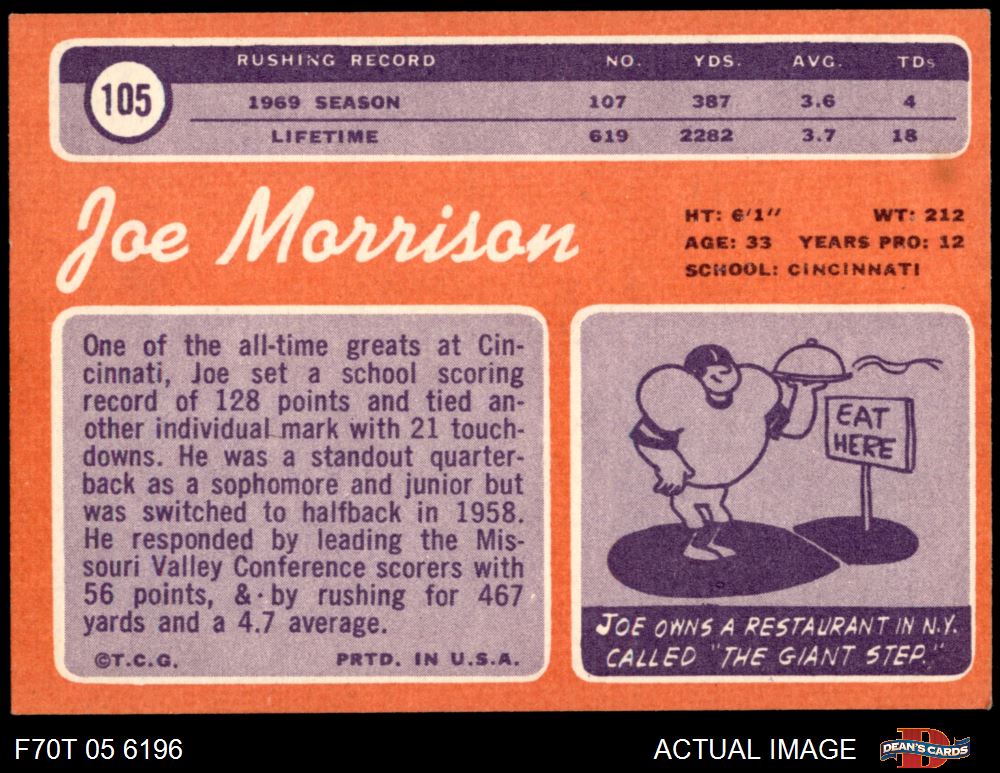 105
RUSHING RECORD NO. YDS. AVG. TDs
1969 SEASON 107 387 3.6 4
LIFETIME 619 2282 3.7 18
Joe Morrison
HT: 6'1" WT: 212
AGE: 33 YEARS PRO: 12
SCHOOL: CINCINNATI
One of the all-time greats at Cin-
cinnati, Joe set a school scoring
record of 128 points and tied an-
other individual mark with 21 touch-
downs. He was a standout quarter-
back as a sophomore and junior but
was switched to halfback in 1958.
He responded by leading the Mis-
souri Valley Conference scorers with
56 points, & by rushing for 467
yards and a 4.7 average.
©T.C.G. PRTD. IN U.S.A.
EAT
HERE
JOE OWNS A RESTAURANT IN N.Y.
CALLED "THE GIANT STEP."
F70T 05 6196 ACTUAL IMAGE DEAN'S CARDS